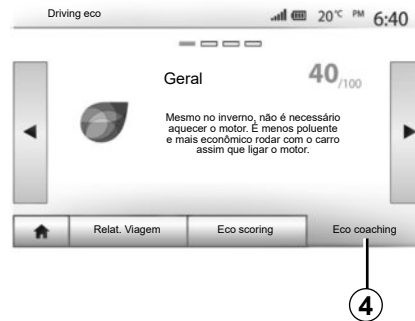 Driving eco
20°C PM 6:40
Geral
40/100
Mesmo no inverno, não é necessário
aquecer o motor. É menos poluente
e mais econômico rodar com o carro
assim que ligar o motor.
Relat. Viagem
Eco scoring
Eco coaching
4